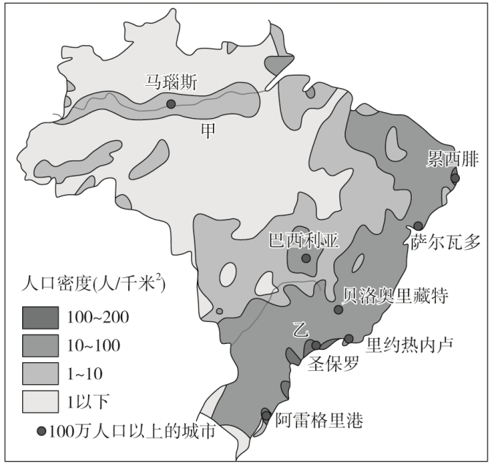 马瑙斯
甲
累西腓
萨尔瓦多
巴西利亚
贝洛奥里藏特
乙
里约热内卢
圣保罗
阿雷格里港
人口密度(人/千米²)
100~200
10~100
1~10
1以下
100万人口以上的城市